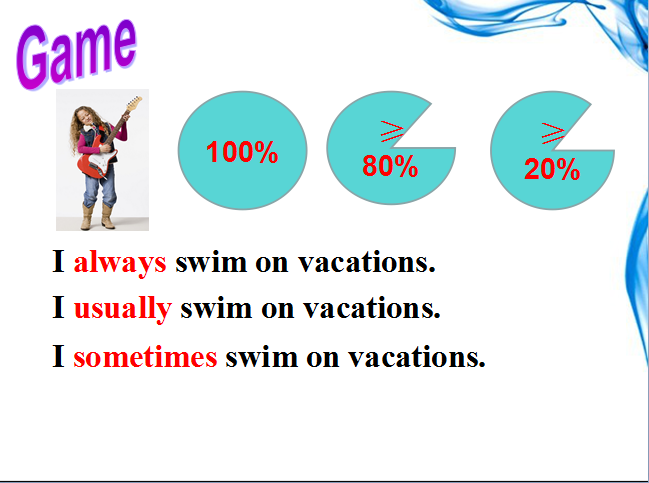 Game
100%
⩾
80%
⩾
20%
I always swim on vacations.
I usually swim on vacations.
I sometimes swim on vacations.